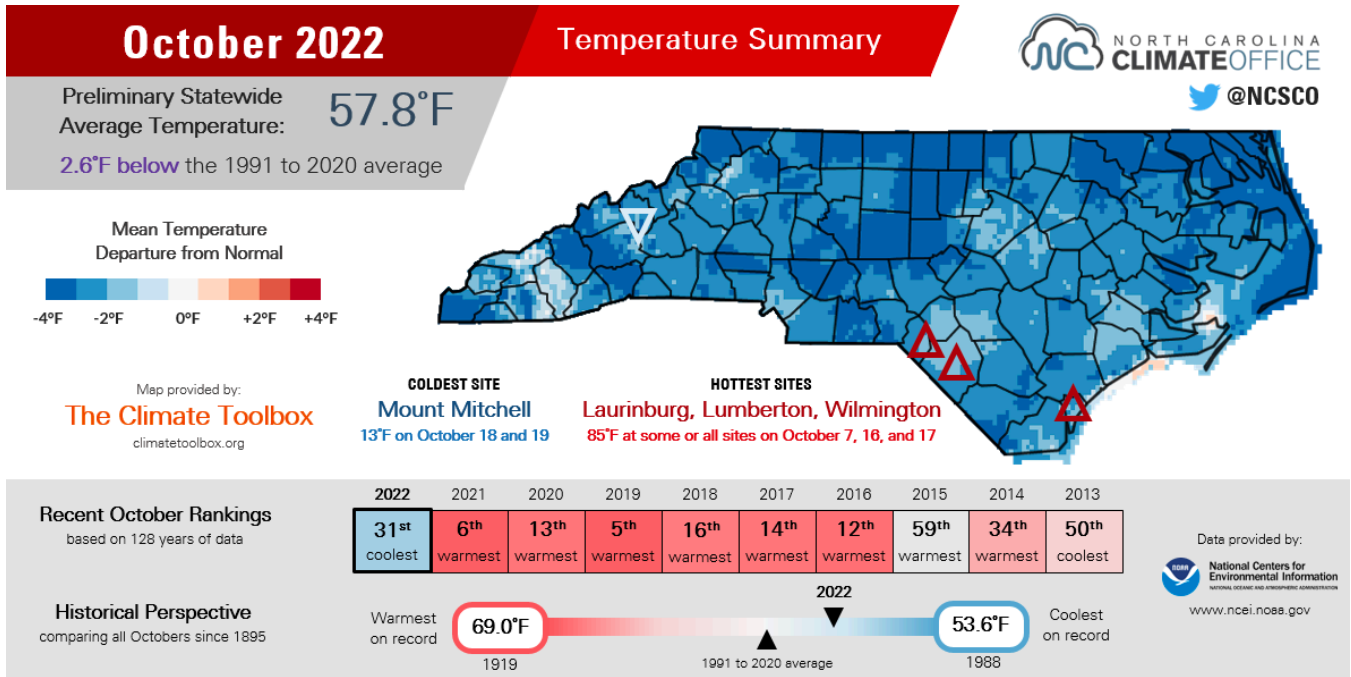 October 2022
Temperature Summary
NORTH CAROLINA
CLIMATEOFFICE
NC
@NCSCO
Preliminary Statewide
Average Temperature:
57.8°F
2.6°F below the 1991 to 2020 average
Mean Temperature
Departure from Normal
-4°F -2°F 0°F +2°F +4°F
Map provided by:
The Climate Toolbox
climatetoolbox.org
COLDEST SITE
Mount Mitchell
13°F on October 18 and 19
HOTTEST SITES
Laurinburg, Lumberton, Wilmington
85°F at some or all sites on October 7, 16, and 17
Recent October Rankings
based on 128 years of data
2022 2021 2020 2019 2018 2017 2016 2015 2014 2013
31st 6th 13th 5th 16th 14th 12th 59th 34th 50th
coolest warmest warmest warmest warmest warmest warmest warmest warmest coolest
Data provided by:
NOAA
National Centers for
Environmental Information
NATIONAL OCEANIC AND ATMOSPHERIC ADMINISTRATION
www.ncei.noaa.gov
Historical Perspective
comparing all Octobers since 1895
Warmest
on record
69.0°F
1919
2022
1991 to 2020 average
53.6°F
1988
Coolest
on record